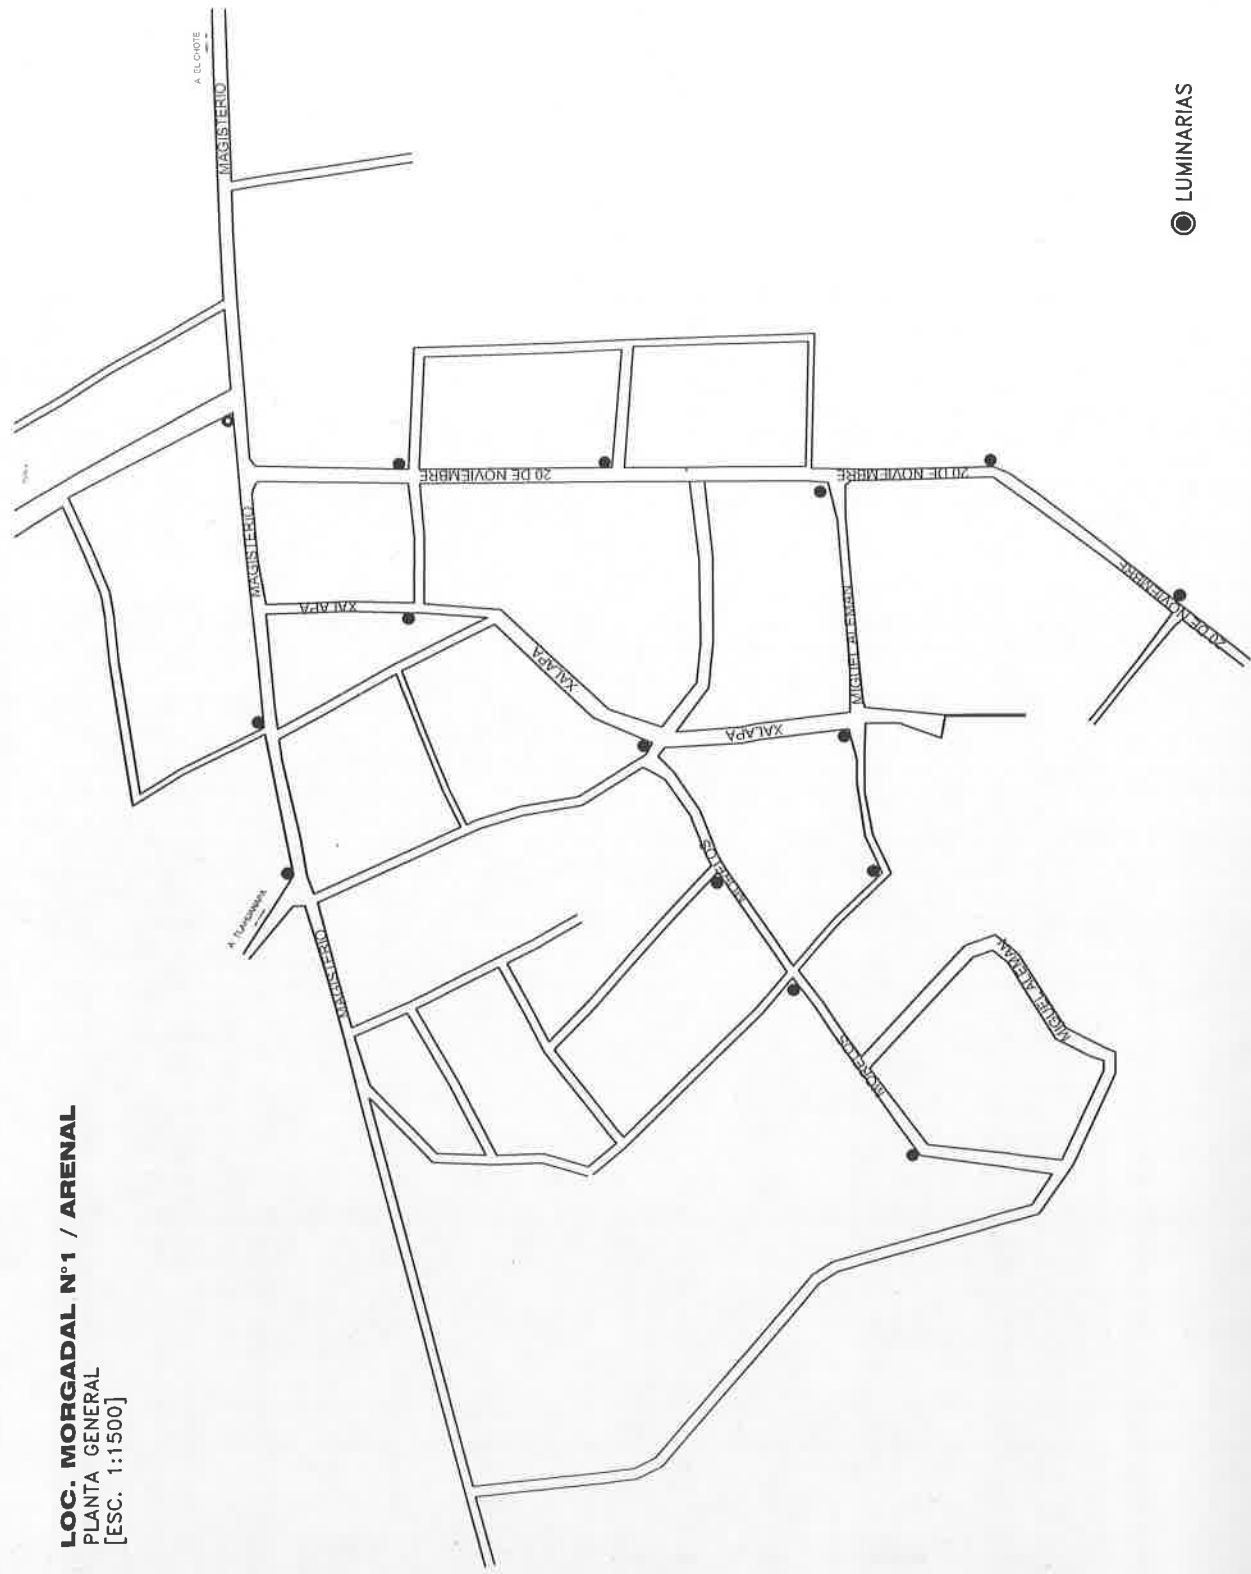 LOC. MORGADAL N°1 / ARENAL
PLANTA GENERAL
[ESC. 1:1500]
A EL CHOTE
MAGISTERIO
MAGISTERIO
MAGISTERIO
XALAPA
XALAPA
XALAPA
20 DE NOVIEMBRE
20 DE NOVIEMBRE
20 DE NOVIEMBRE
20 DE NOVIEMBRE
MIGUEL ALEMAN
MIGUEL ALEMAN
MORELOS
MORELOS
LUMINARIAS